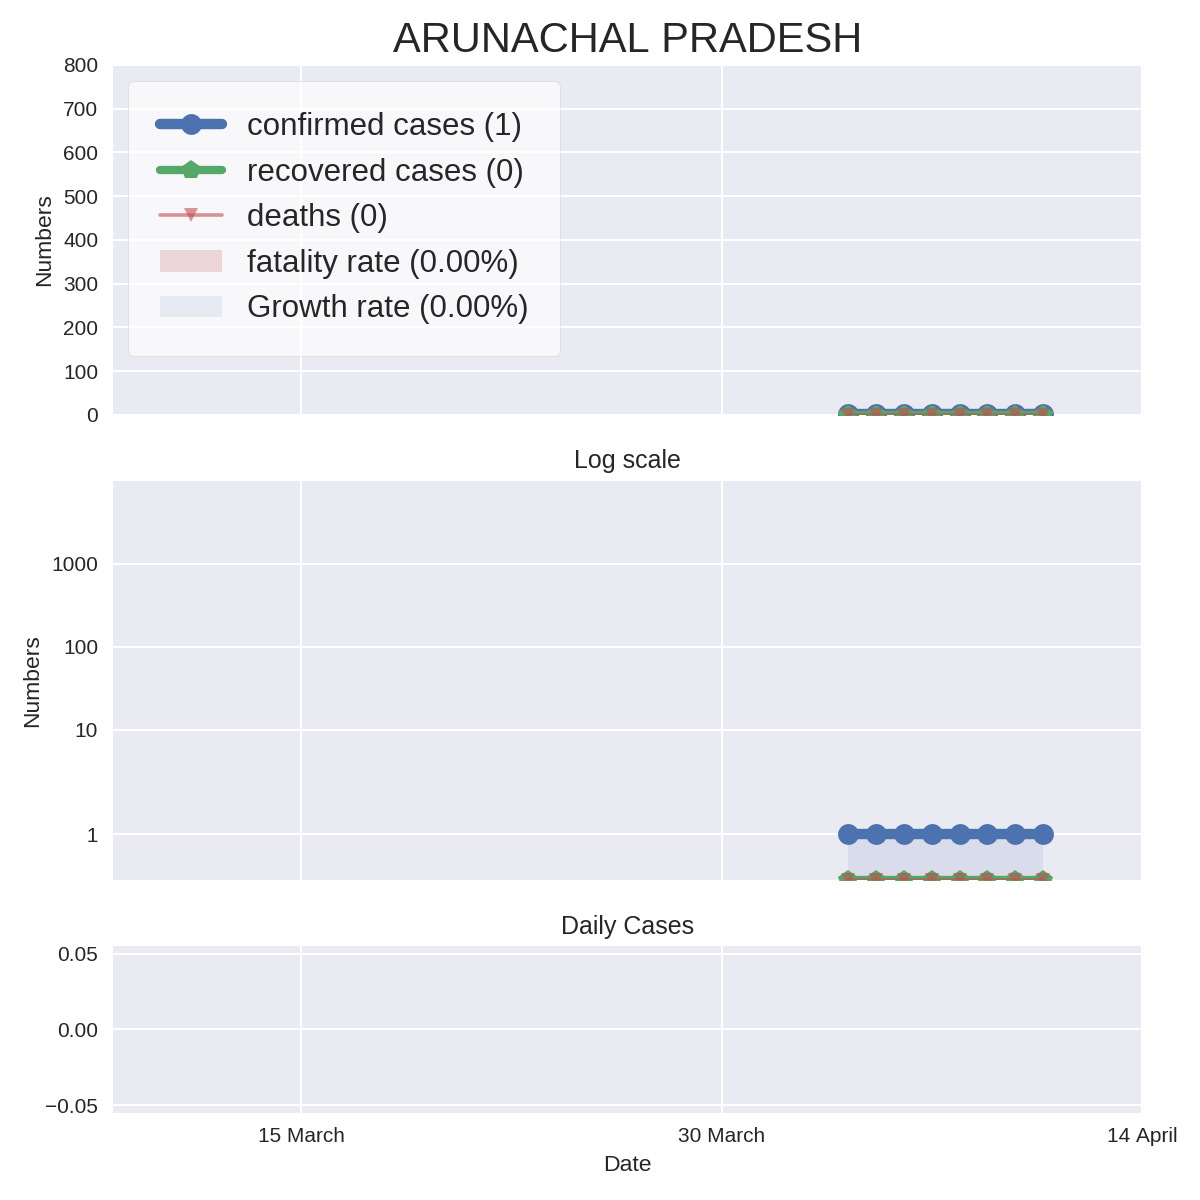 ARUNACHAL PRADESH
800
700
600
500
400
300
200
100
0
Numbers
confirmed cases (1)
recovered cases (0)
deaths (0)
fatality rate (0.00%)
Growth rate (0.00%)
Log scale
1000
100
10
1
Numbers
Daily Cases
0.05
0.00
−0.05
15 March
30 March
14 April
Date